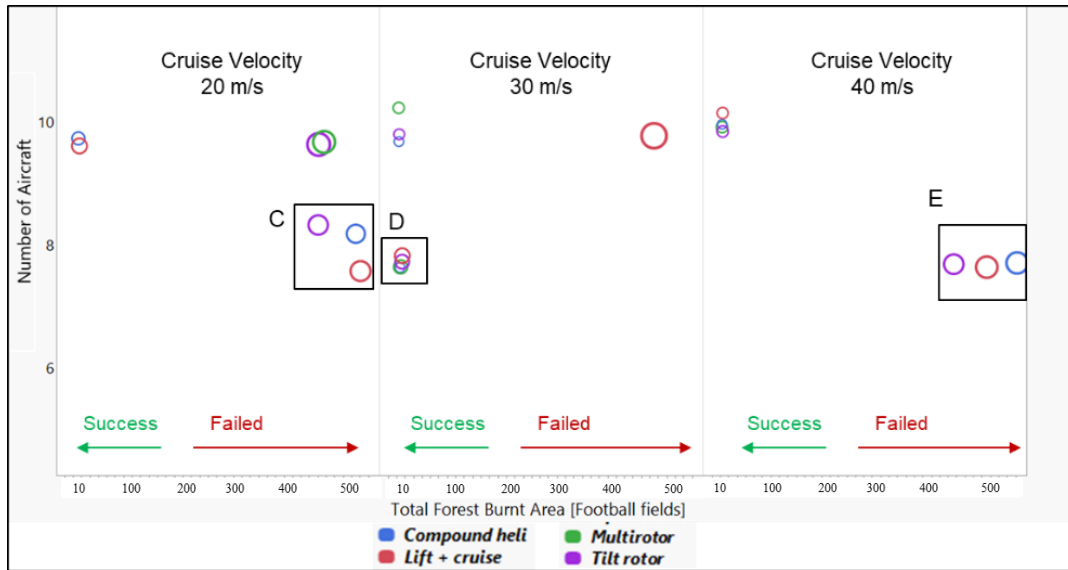 Cruise Velocity
20 m/s
Cruise Velocity
30 m/s
Cruise Velocity
40 m/s
Number of Aircraft
10
8
6
C
D
E
Success
Failed
Success
Failed
Success
Failed
10 100 200 300 400 500
10 100 200 300 400 500
10 100 200 300 400 500
Total Forest Burnt Area [Football fields]
Compound heli
Multirotor
Lift + cruise
Tilt rotor